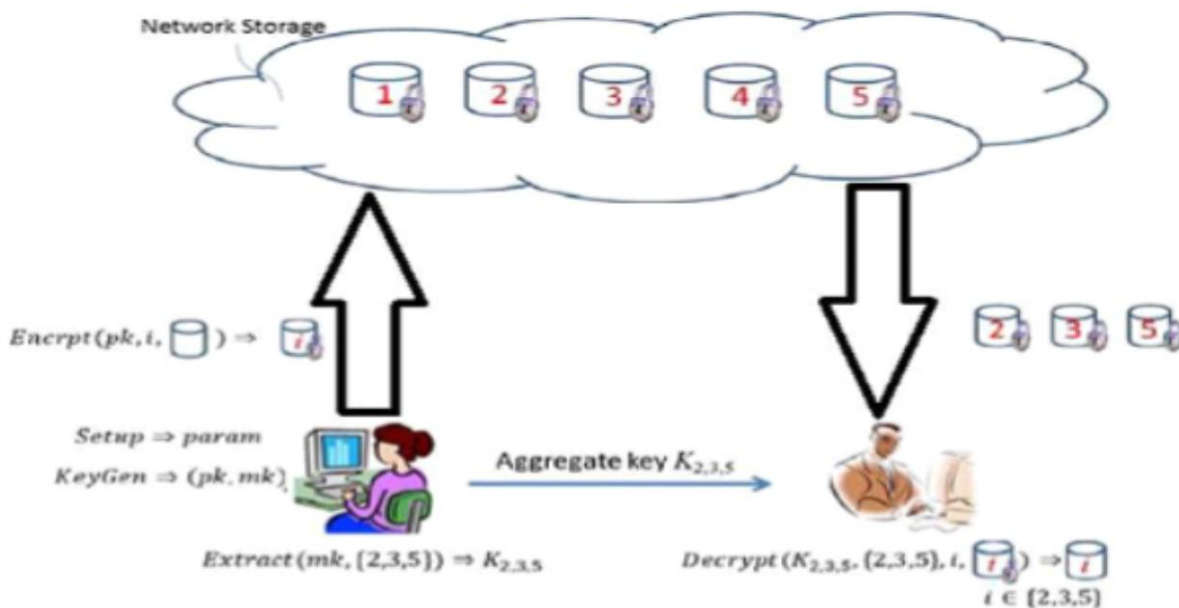 Network Storage
1 2 3 4 5
Encrpt(pk, i, ) ⇒ i
2 3 5
Setup ⇒ param
KeyGen ⇒ (pk, mk)
Aggregate key K2,3,5
Extract(mk, {2,3,5}) ⇒ K2,3,5
Decrypt(K2,3,5, {2,3,5}, i, i) ⇒ i
i ∈ {2,3,5}